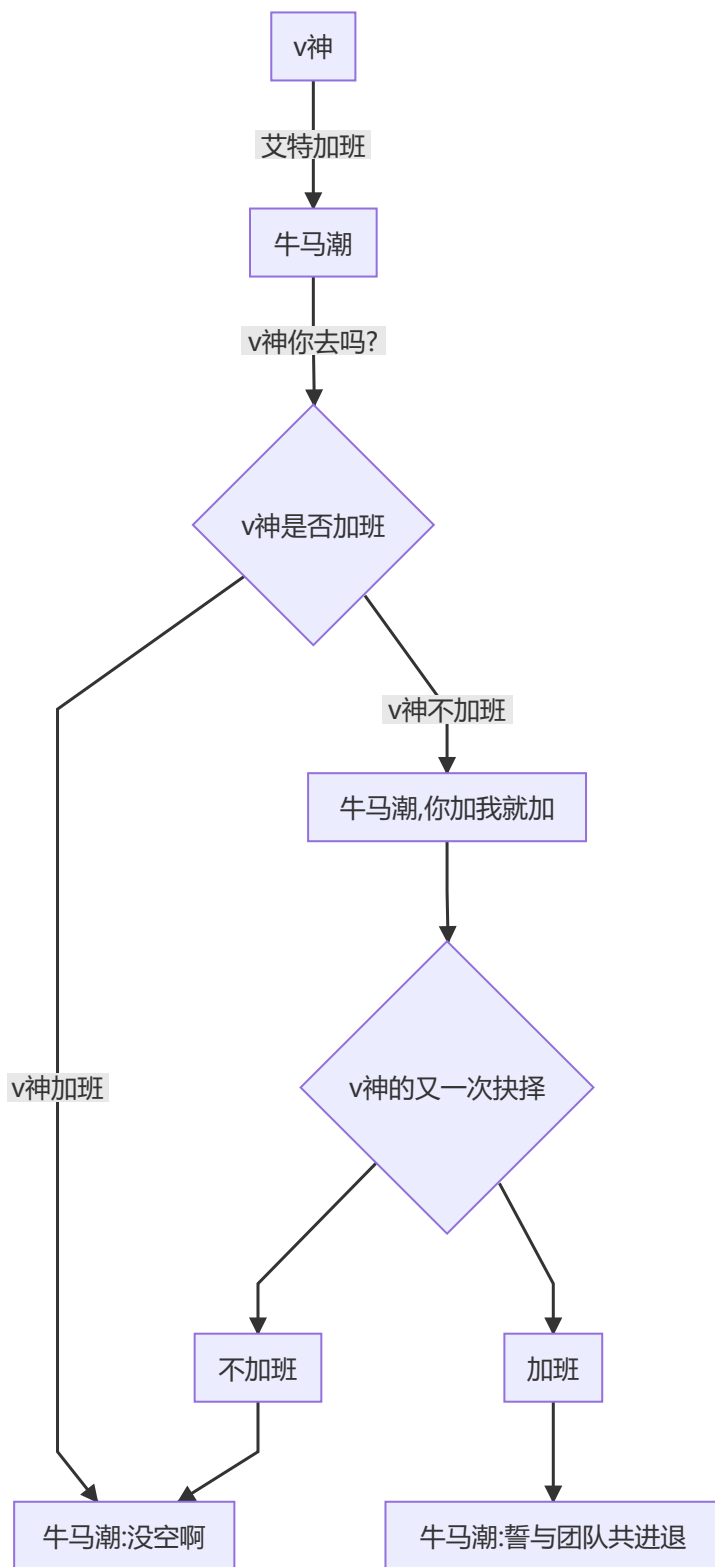 v神
艾特加班
牛马潮
v神你去吗?
v神是否加班
v神不加班
牛马潮,你加我就加
v神加班
v神的又一次抉择
不加班
加班
牛马潮:没空啊
牛马潮:誓与团队共进退